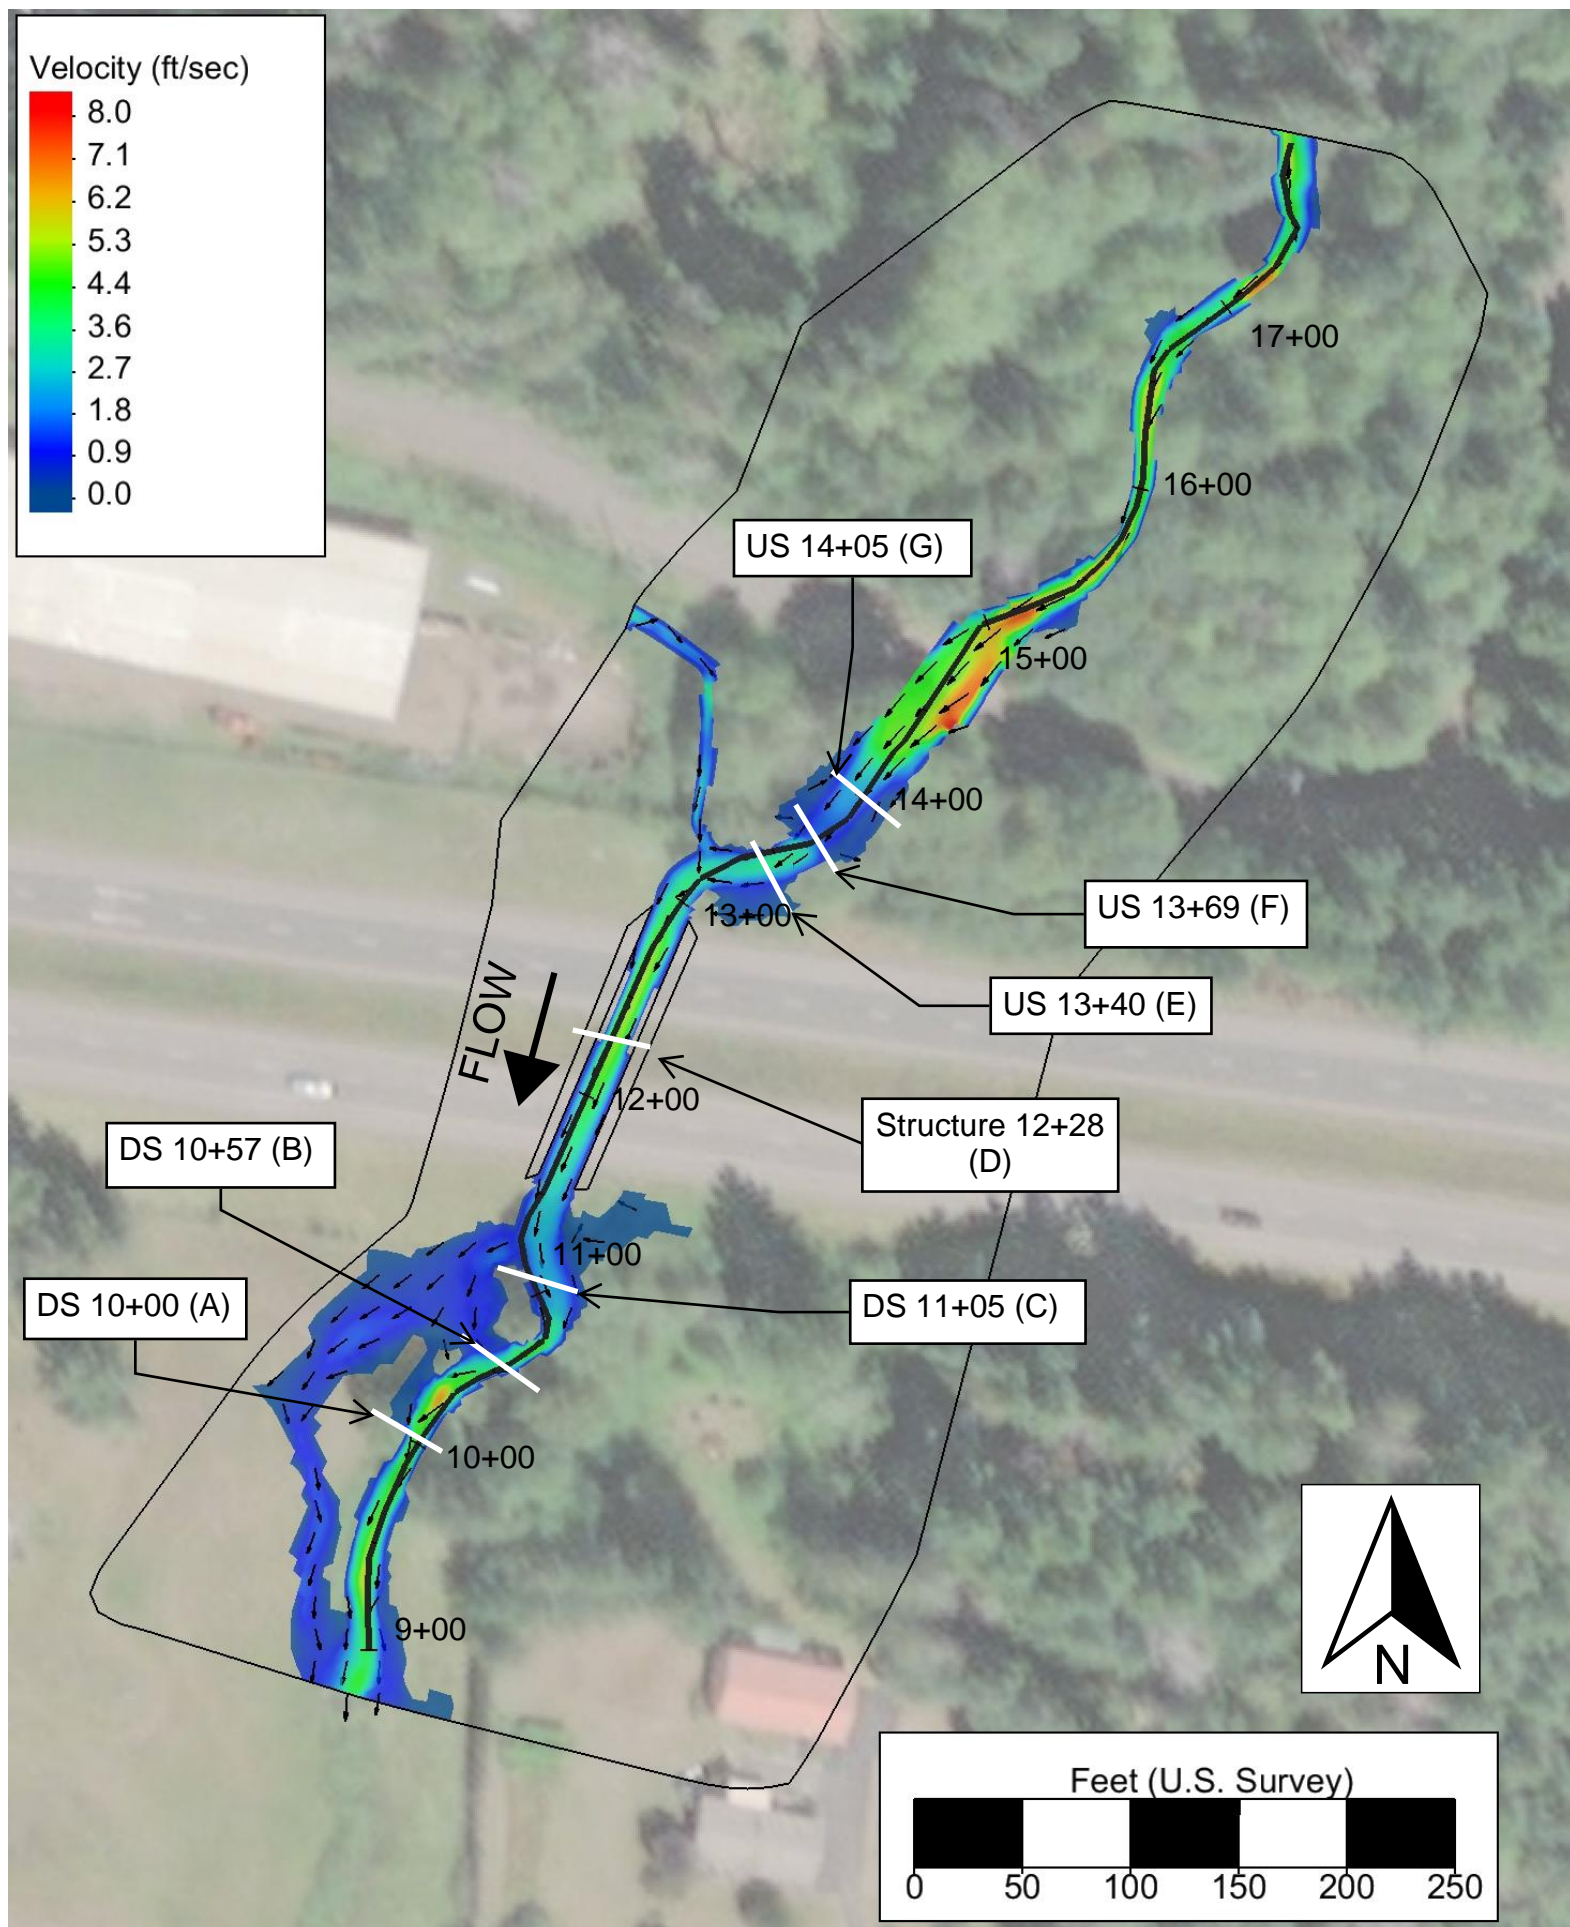 Velocity (ft/sec)
8.0
7.1
6.2
5.3
4.4
3.6
2.7
1.8
0.9
0.0
17+00
16+00
US 14+05 (G)
15+00
14+00
US 13+69 (F)
13+00
US 13+40 (E)
FLOW
12+00
Structure 12+28
(D)
DS 10+57 (B)
11+00
DS 10+00 (A)
DS 11+05 (C)
10+00
9+00
N
Feet (U.S. Survey)
0 50 100 150 200 250